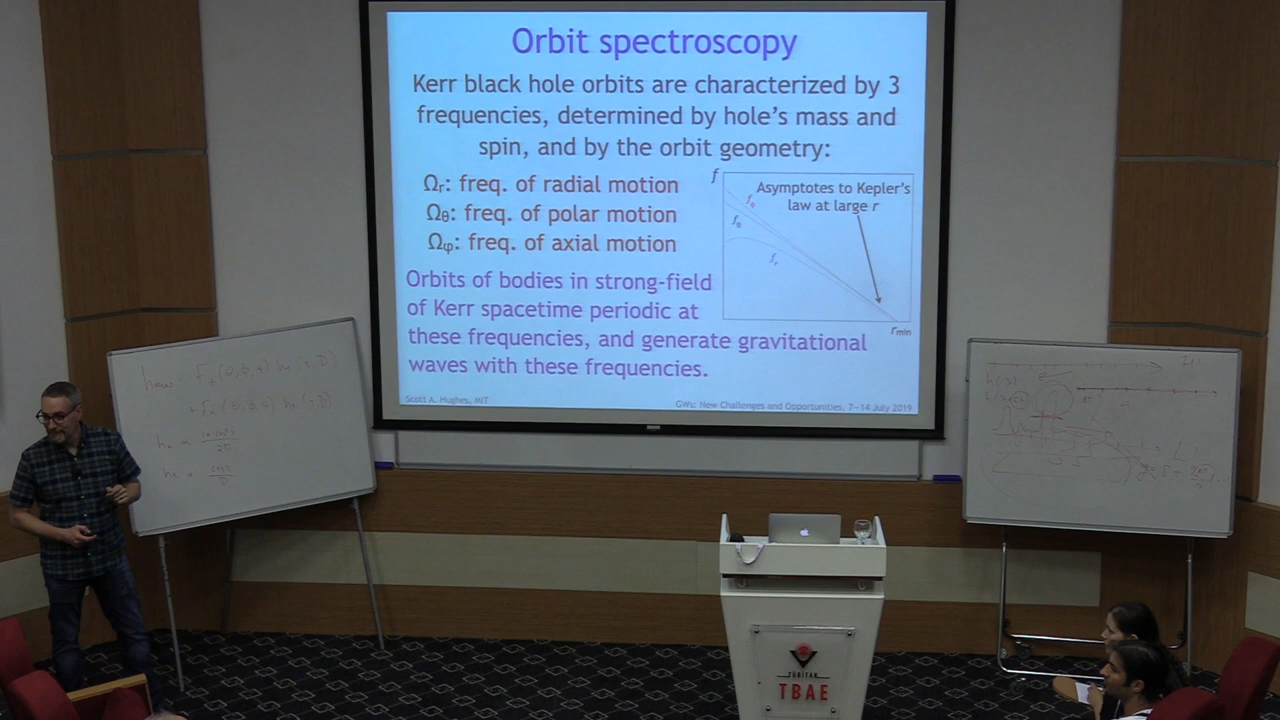 Orbit spectroscopy
Kerr black hole orbits are characterized by 3
frequencies, determined by hole's mass and
spin, and by the orbit geometry:
Ωr: freq. of radial motion
Ωθ: freq. of polar motion
Ωφ: freq. of axial motion
f
Asymptotes to Kepler's
law at large r
fθ
fr
rmin
Orbits of bodies in strong-field
of Kerr spacetime periodic at
these frequencies, and generate gravitational
waves with these frequencies.
Scott A. Hughes, MIT
GWs: New Challenges and Opportunities, 7–14 July 2019
TÜBİTAK
TBAE